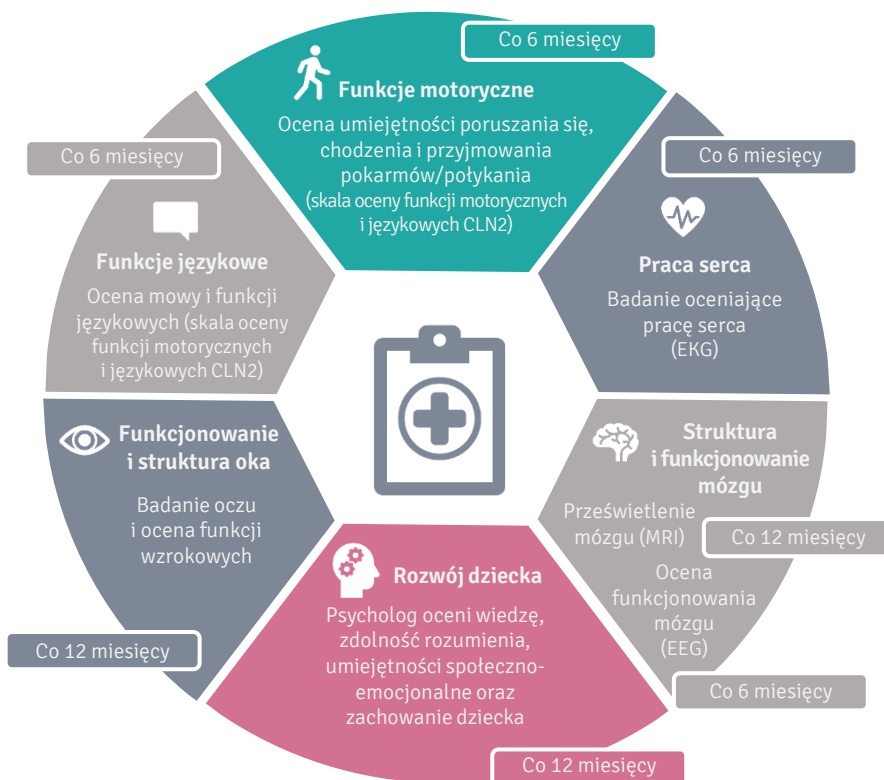 Co 6 miesięcy
Funkcje motoryczne
Ocena umiejętności poruszania się,
chodzenia i przyjmowania
pokarmów/połykania
(skala oceny funkcji motorycznych
i językowych CLN2)
Co 6 miesięcy
Praca serca
Badanie oceniające
pracę serca
(EKG)
Struktura
i funkcjonowanie
mózgu
Prześwietlenie
mózgu (MRI)
Co 12 miesięcy
Ocena
funkcjonowania
mózgu
(EEG)
Co 6 miesięcy
Rozwój dziecka
Psycholog oceni wiedzę,
zdolność rozumienia,
umiejętności społeczno-
emocjonalne oraz
zachowanie dziecka
Co 12 miesięcy
Funkcjonowanie
i struktura oka
Badanie oczu
i ocena funkcji
wzrokowych
Co 12 miesięcy
Co 6 miesięcy
Funkcje językowe
Ocena mowy i funkcji
językowych (skala oceny
funkcji motorycznych
i językowych CLN2)